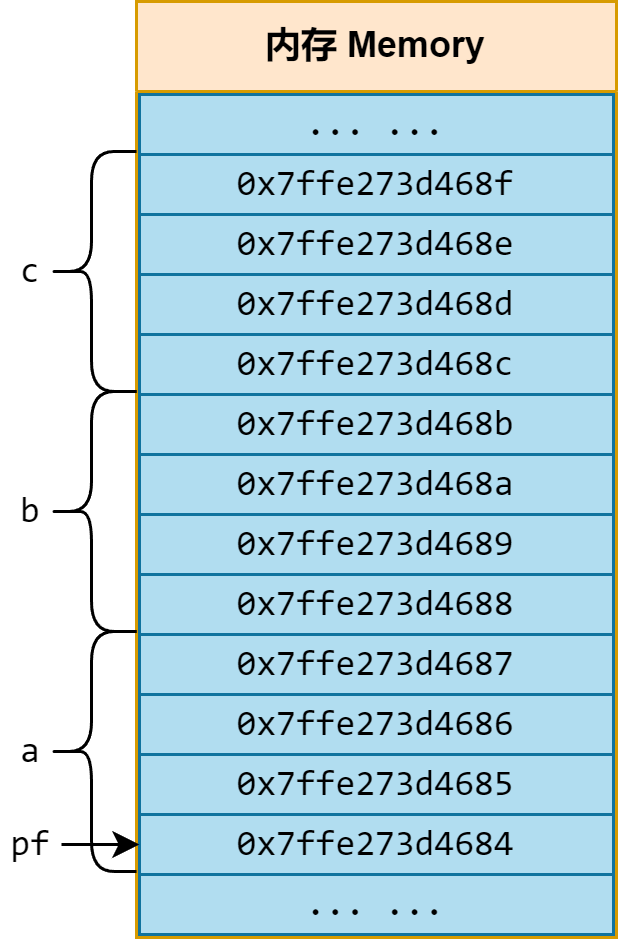 内存 Memory
... ...
0x7ffe273d468f
0x7ffe273d468e
c
0x7ffe273d468d
0x7ffe273d468c
0x7ffe273d468b
0x7ffe273d468a
b
0x7ffe273d4689
0x7ffe273d4688
0x7ffe273d4687
0x7ffe273d4686
a
0x7ffe273d4685
pf 0x7ffe273d4684
... ...